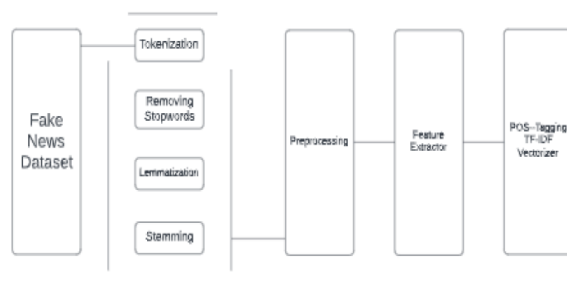 Fake
News
Dataset
Tokenization
Removing
Stopwords
Lemmatization
Stemming
Preprocessing
Feature
Extractor
POS-Tagging
TF-IDF
Vectorizer